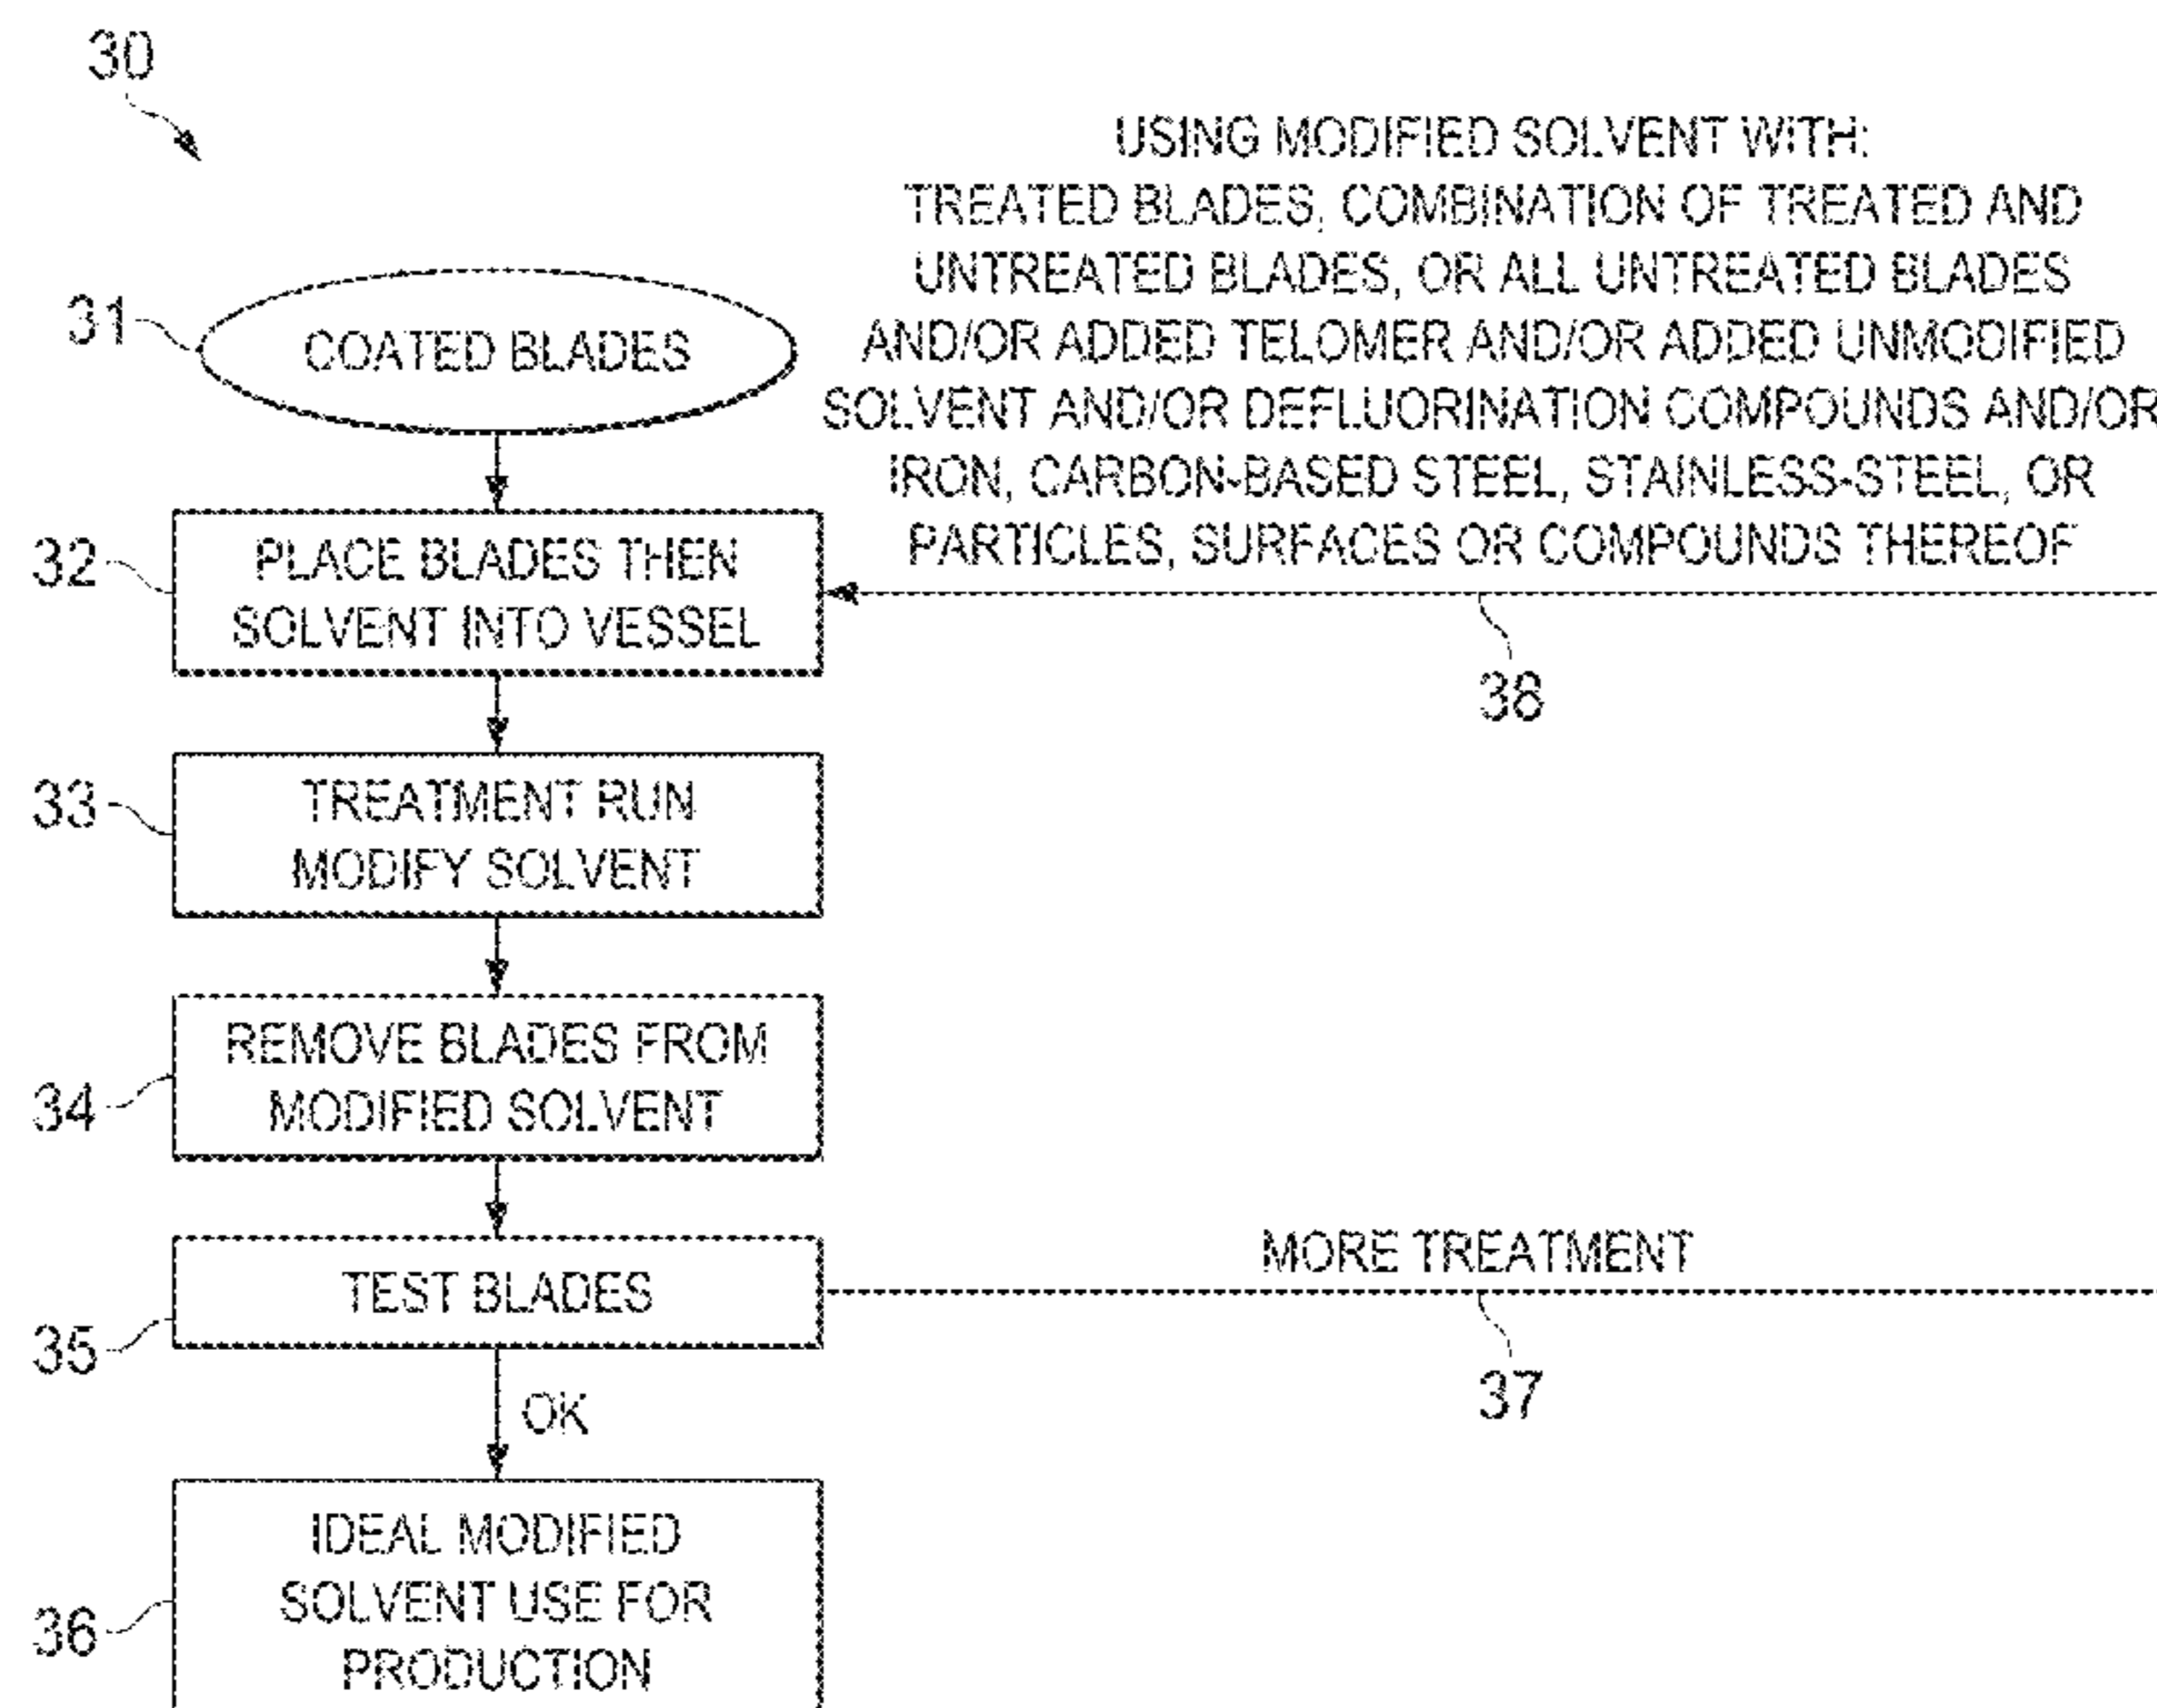 30
USING MODIFIED SOLVENT WITH:
TREATED BLADES, COMBINATION OF TREATED AND
UNTREATED BLADES, OR ALL UNTREATED BLADES
AND/OR ADDED TELOMER AND/OR ADDED UNMODIFIED
SOLVENT AND/OR DEFLUORINATION COMPOUNDS AND/OR
IRON, CARBON-BASED STEEL, STAINLESS-STEEL, OR
PARTICLES, SURFACES OR COMPOUNDS THEREOF
31
COATED BLADES
32
PLACE BLADES THEN
SOLVENT INTO VESSEL
38
33
TREATMENT RUN
MODIFY SOLVENT
34
REMOVE BLADES FROM
MODIFIED SOLVENT
35
TEST BLADES
MORE TREATMENT
37
OK
36
IDEAL MODIFIED
SOLVENT USE FOR
PRODUCTION